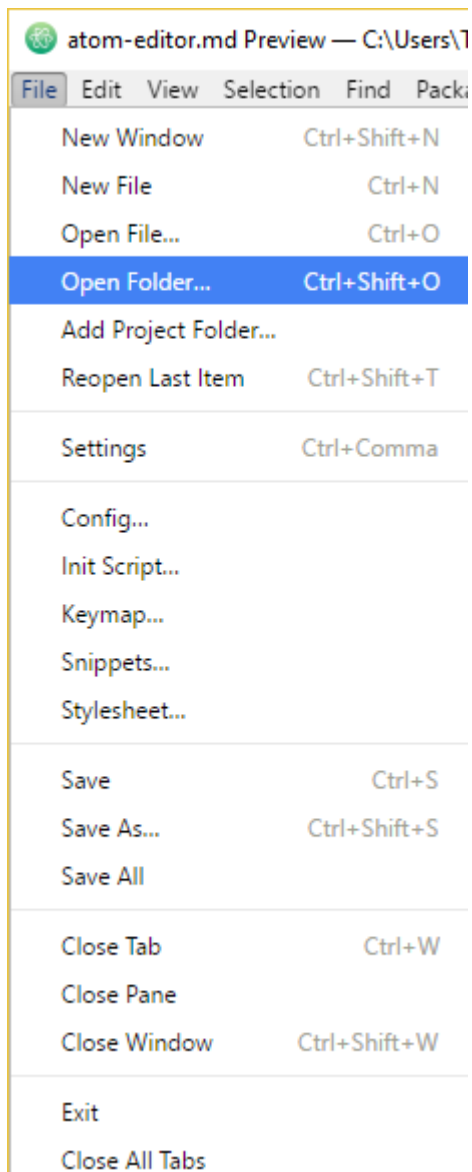 atom-editor.md Preview — C:\Users\
File Edit View Selection Find
New Window Ctrl+Shift+N
New File Ctrl+N
Open File... Ctrl+O
Open Folder... Ctrl+Shift+O
Add Project Folder...
Reopen Last Item Ctrl+Shift+T
Settings Ctrl+Comma
Config...
Init Script...
Keymap...
Snippets...
Stylesheet...
Save Ctrl+S
Save As... Ctrl+Shift+S
Save All
Close Tab Ctrl+W
Close Pane
Close Window Ctrl+Shift+W
Exit
Close All Tabs